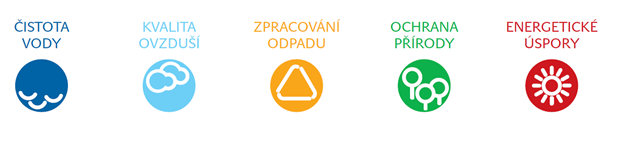 ČISTOTA
VODY
KVALITA
OVZDUŠÍ
ZPRACOVÁNÍ
ODPADU
OCHRANA
PŘÍRODY
ENERGETICKÉ
ÚSPORY